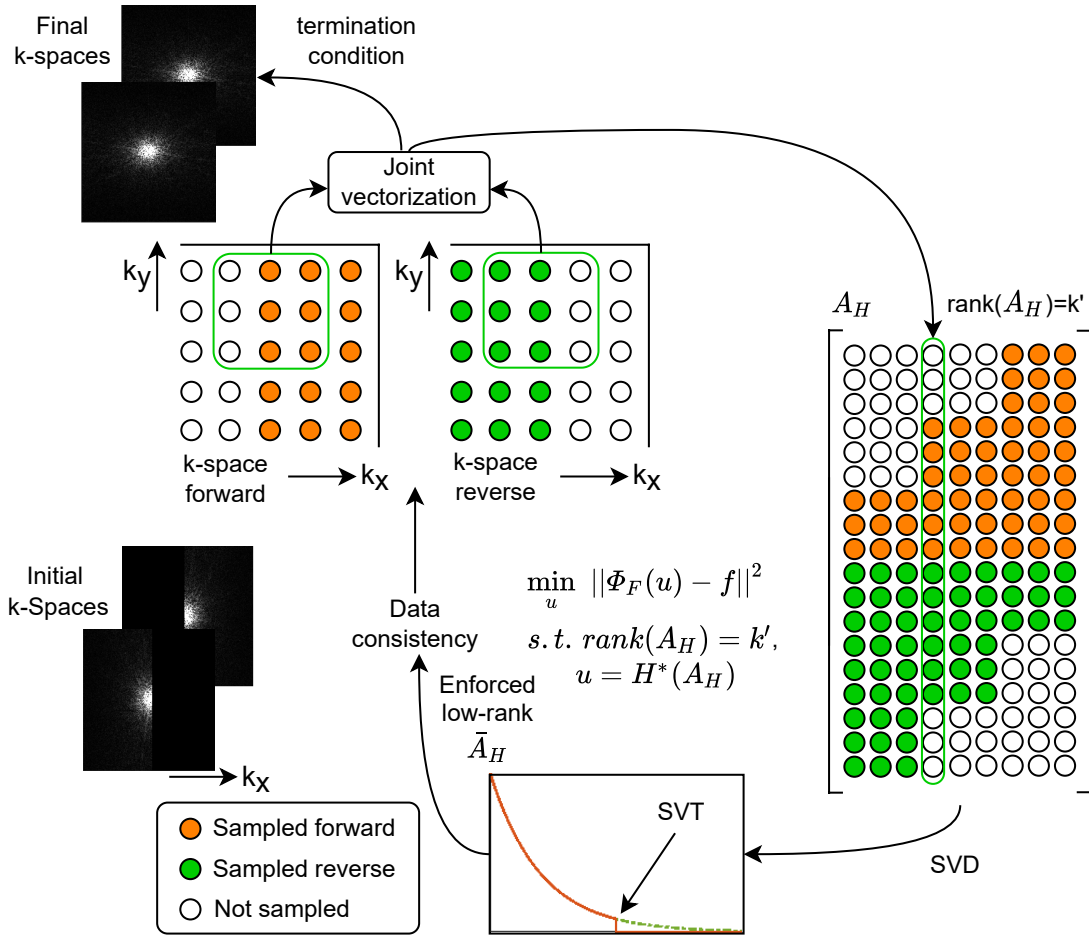 Final
k-spaces
termination
condition
Joint
vectorization
k_y
k_y
k-space
forward
k_x
k-space
reverse
k_x
A_H
rank(A_H)=k'
Initial
k-Spaces
k_x
Data
consistency
min_u ||Φ_F(u) − f||^2
s.t. rank(A_H) = k′,
u = H^*(A_H)
Enforced
low-rank
Ā_H
SVT
SVD
Sampled forward
Sampled reverse
Not sampled